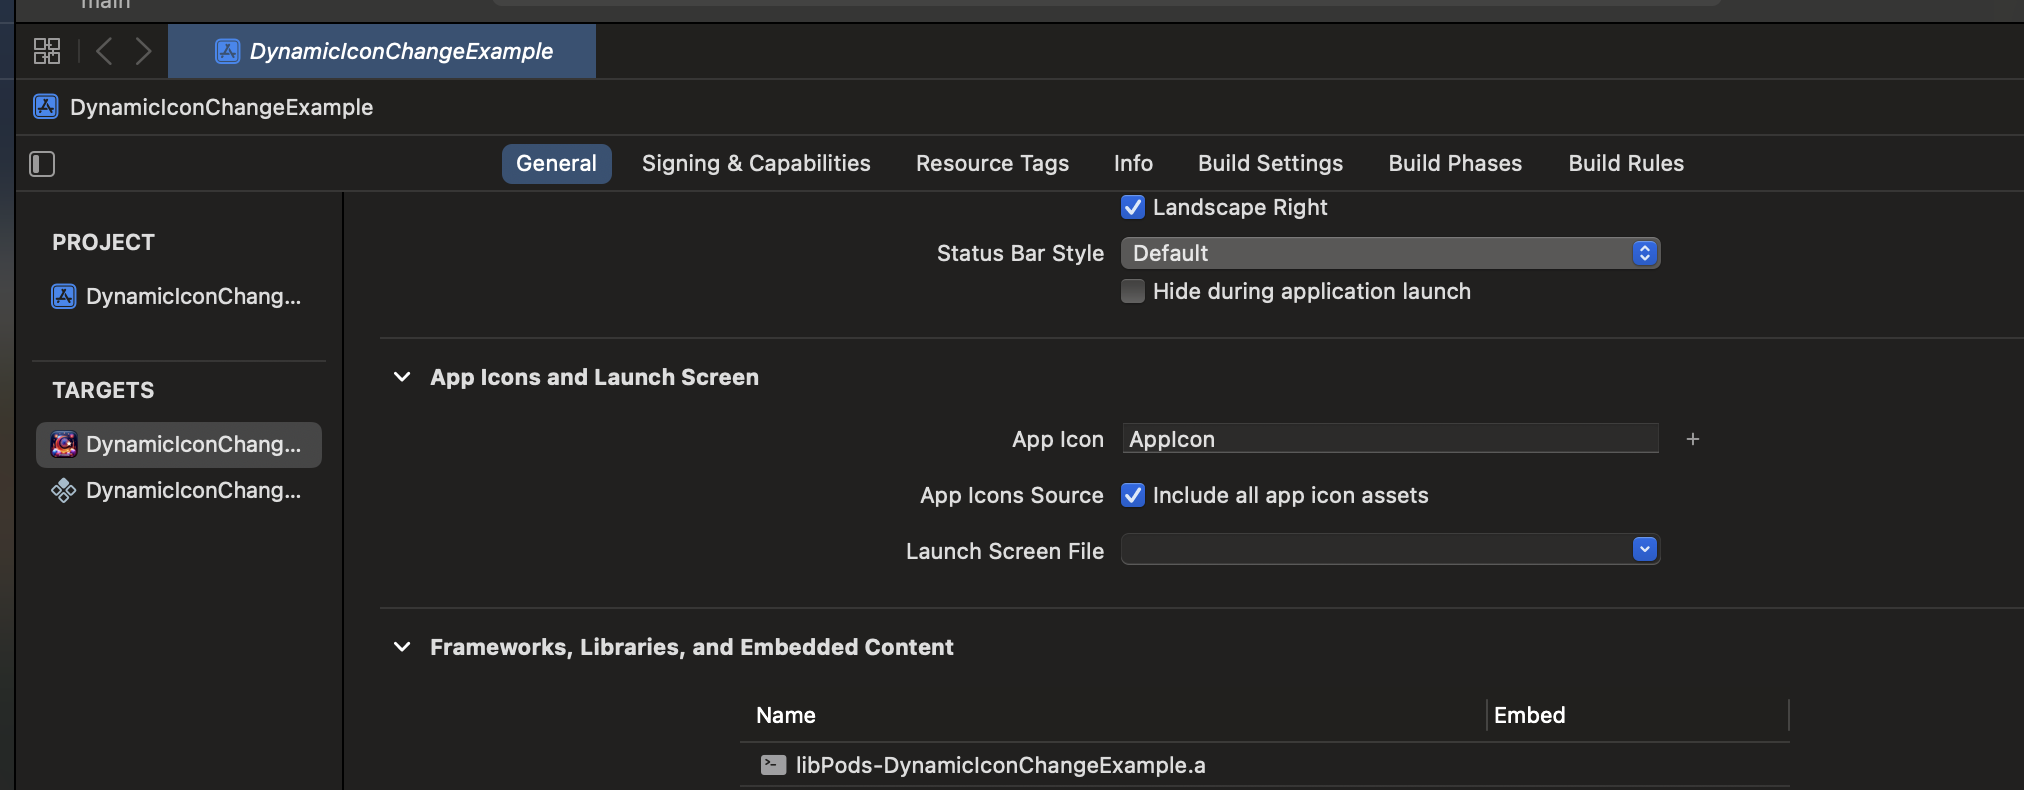 main
DynamicIconChangeExample
DynamicIconChangeExample
General Signing & Capabilities Resource Tags Info Build Settings Build Phases Build Rules
PROJECT
DynamicIconChang...
TARGETS
DynamicIconChang...
DynamicIconChang...
Landscape Right
Status Bar Style Default
Hide during application launch
App Icons and Launch Screen
App Icon AppIcon +
App Icons Source Include all app icon assets
Launch Screen File
Frameworks, Libraries, and Embedded Content
Name Embed
libPods-DynamicIconChangeExample.a